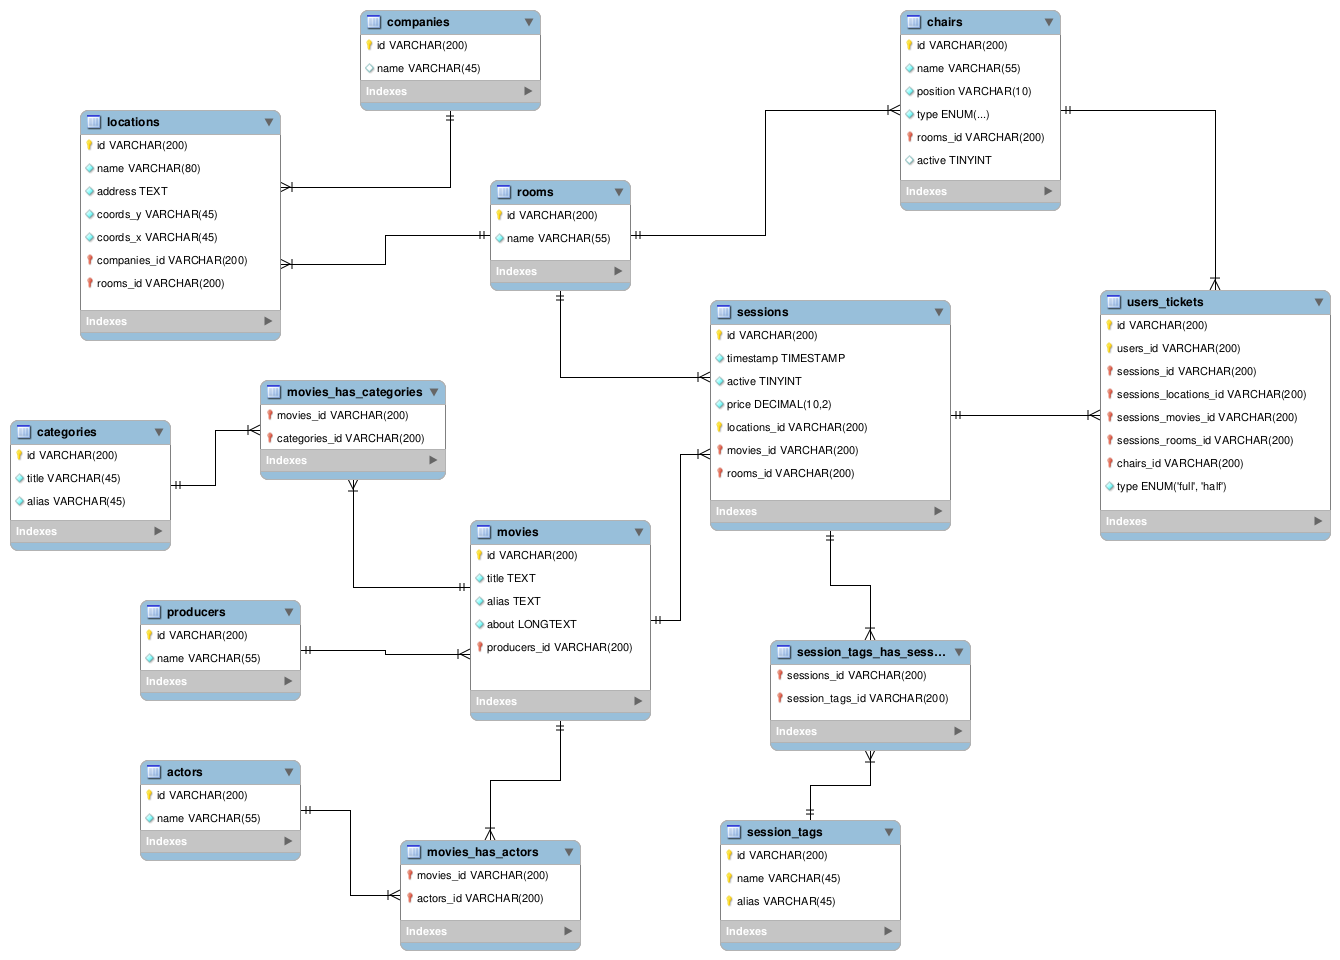 companies
id VARCHAR(200)
name VARCHAR(45)
Indexes
chairs
id VARCHAR(200)
name VARCHAR(55)
position VARCHAR(10)
type ENUM(...)
rooms_id VARCHAR(200)
active TINYINT
Indexes
locations
id VARCHAR(200)
name VARCHAR(80)
address TEXT
coords_y VARCHAR(45)
coords_x VARCHAR(45)
companies_id VARCHAR(200)
rooms_id VARCHAR(200)
Indexes
rooms
id VARCHAR(200)
name VARCHAR(55)
Indexes
sessions
id VARCHAR(200)
timestamp TIMESTAMP
active TINYINT
price DECIMAL(10,2)
locations_id VARCHAR(200)
movies_id VARCHAR(200)
rooms_id VARCHAR(200)
Indexes
users_tickets
id VARCHAR(200)
users_id VARCHAR(200)
sessions_id VARCHAR(200)
sessions_locations_id VARCHAR(200)
sessions_movies_id VARCHAR(200)
sessions_rooms_id VARCHAR(200)
chairs_id VARCHAR(200)
type ENUM('full', 'half')
Indexes
movies_has_categories
movies_id VARCHAR(200)
categories_id VARCHAR(200)
Indexes
categories
id VARCHAR(200)
title VARCHAR(45)
alias VARCHAR(45)
Indexes
movies
id VARCHAR(200)
title TEXT
alias TEXT
about LONGTEXT
producers_id VARCHAR(200)
Indexes
producers
id VARCHAR(200)
name VARCHAR(55)
Indexes
session_tags_has_sess...
sessions_id VARCHAR(200)
session_tags_id VARCHAR(200)
Indexes
actors
id VARCHAR(200)
name VARCHAR(55)
Indexes
movies_has_actors
movies_id VARCHAR(200)
actors_id VARCHAR(200)
Indexes
session_tags
id VARCHAR(200)
name VARCHAR(45)
alias VARCHAR(45)
Indexes